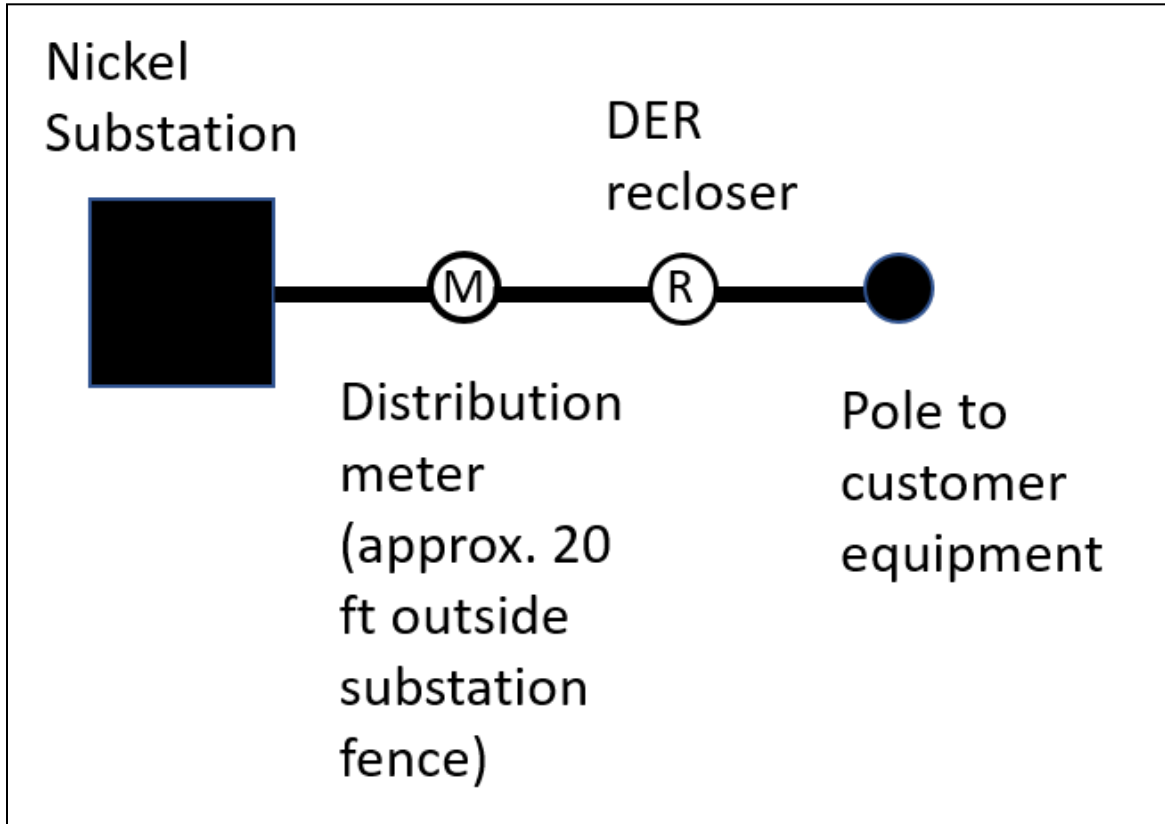 Nickel
Substation
DER
recloser
M
R
Distribution
meter
(approx. 20
ft outside
substation
fence)
Pole to
customer
equipment